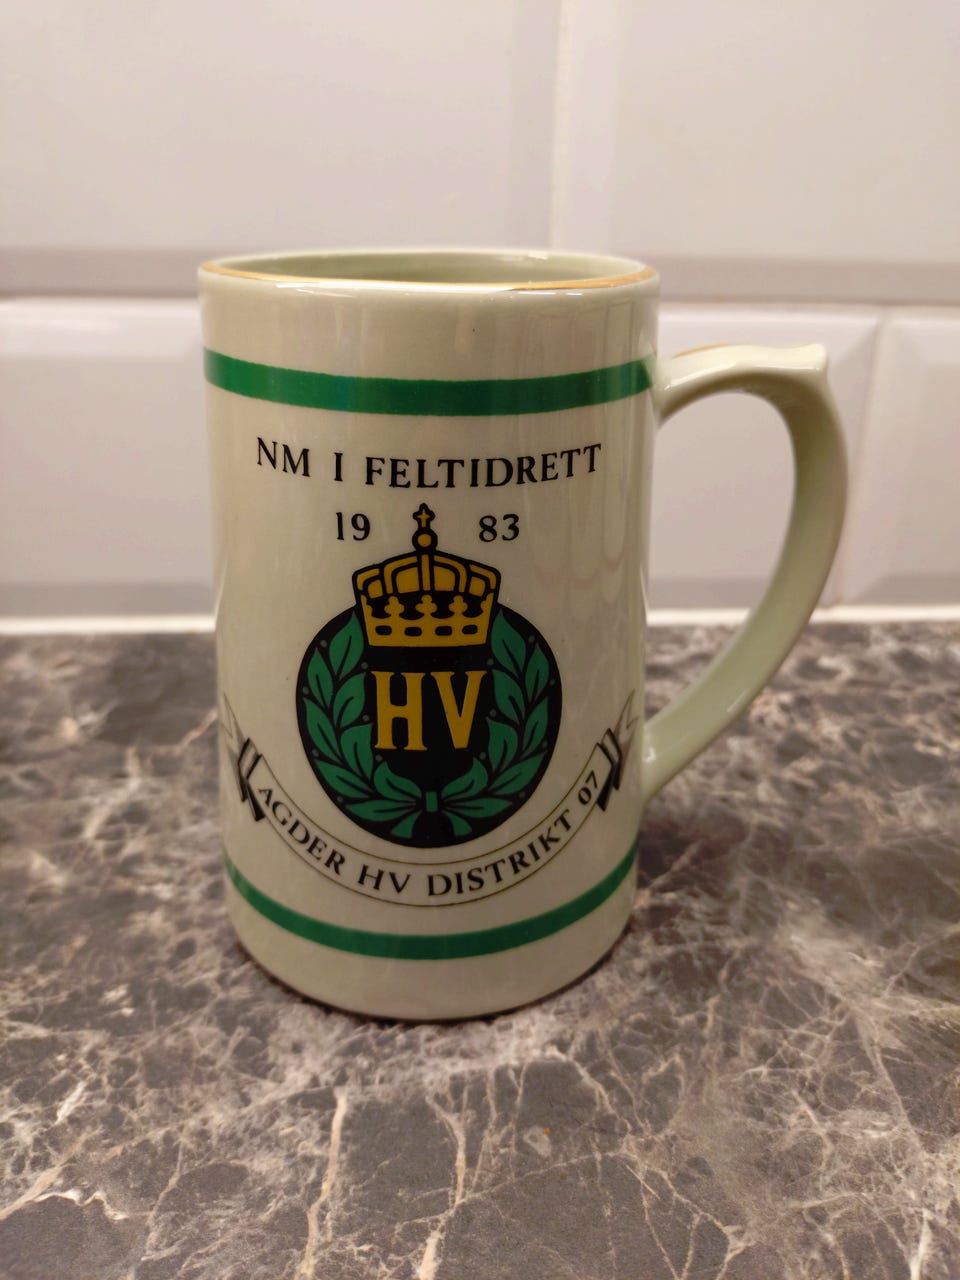 NM I FELTIDRETT
19 83
HV
AGDER HV DISTRIKT 07